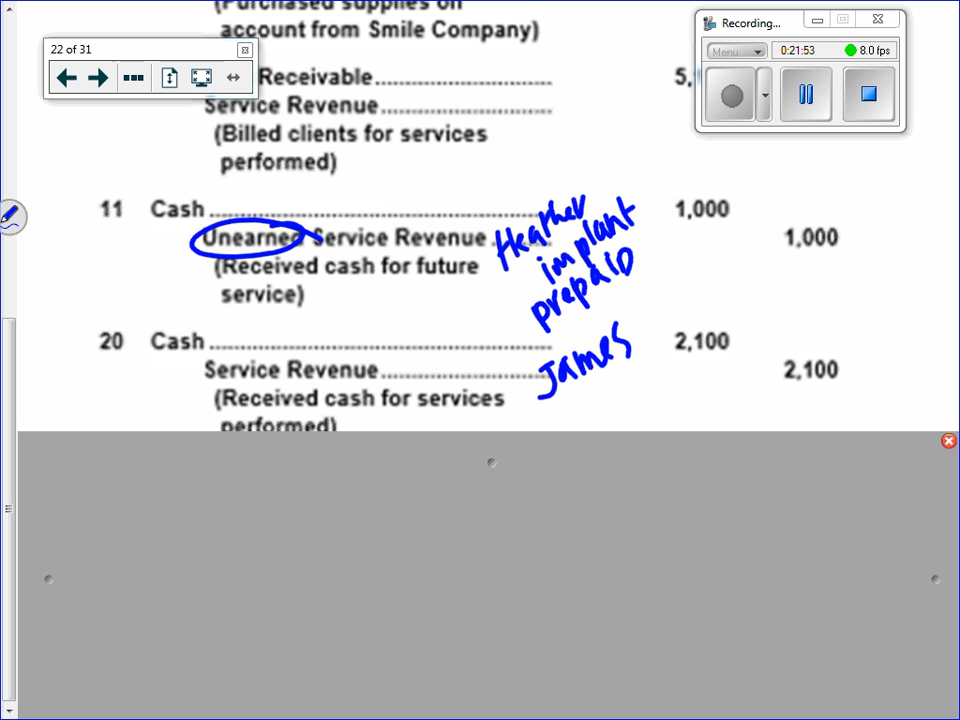 (Purchased supplies on
account from Smile Company)
Receivable 5,
Service Revenue
(Billed clients for services
performed)
11 Cash 1,000
Unearned Service Revenue 1,000
(Received cash for future
service)
20 Cash 2,100
Service Revenue 2,100
(Received cash for services
performed)
Heather
implant
prepaid
James
22 of 31
Recording...
Menu
0:21:53
8.0 fps